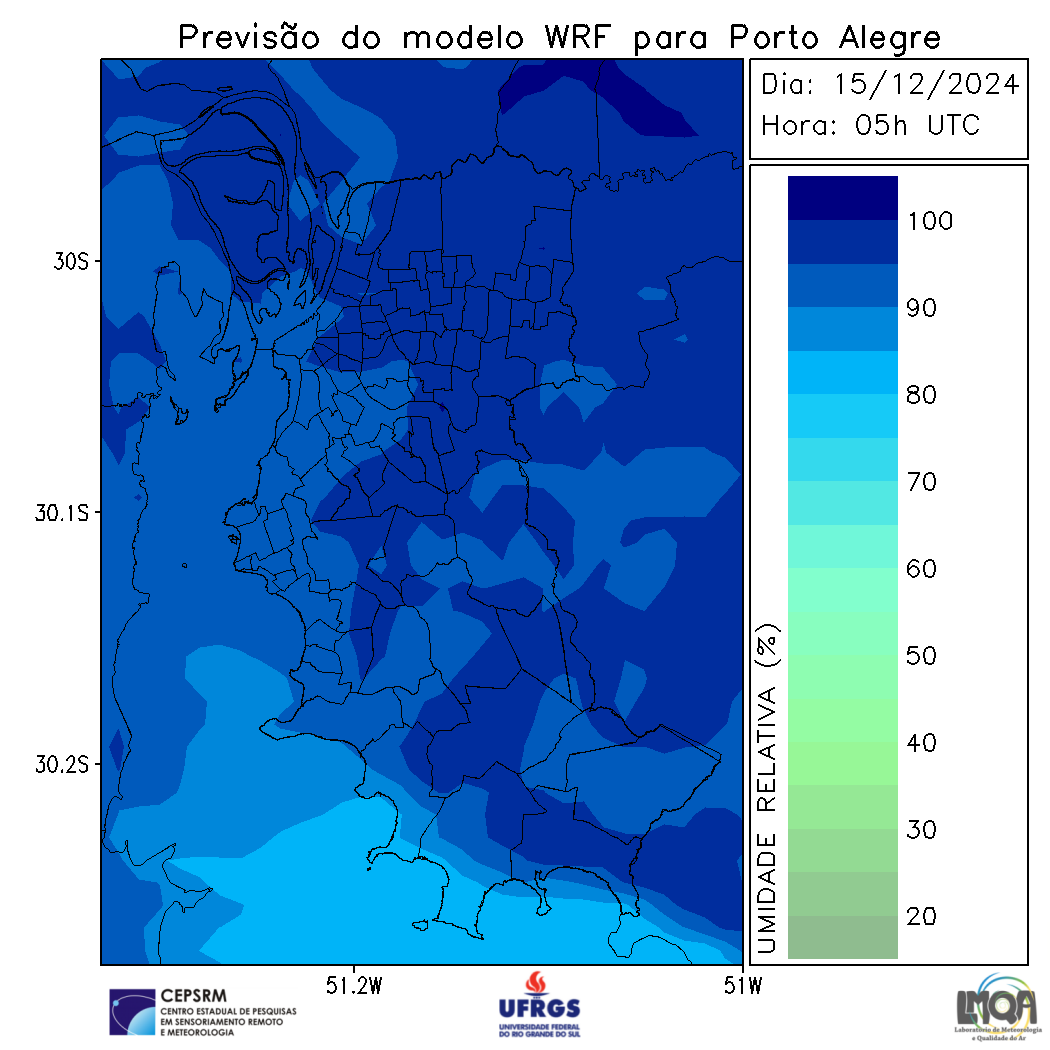 Previsão do modelo WRF para Porto Alegre
Dia: 15/12/2024
Hora: 05h UTC
30S
30.1S
30.2S
51.2W
51W
UMIDADE RELATIVA (%)
100
90
80
70
60
50
40
30
20
CEPSRM
CENTRO ESTADUAL DE PESQUISAS
EM SENSORIAMENTO REMOTO
E METEOROLOGIA
UFRGS
UNIVERSIDADE FEDERAL
DO RIO GRANDE DO SUL
LMQA
Laboratório de Meteorologia
e Qualidade do Ar